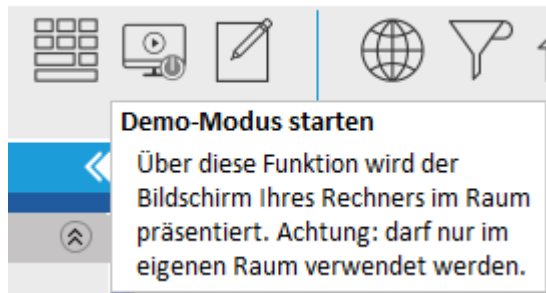 Demo-Modus starten
Über diese Funktion wird der
Bildschirm Ihres Rechners im Raum
präsentiert. Achtung: darf nur im
eigenen Raum verwendet werden.